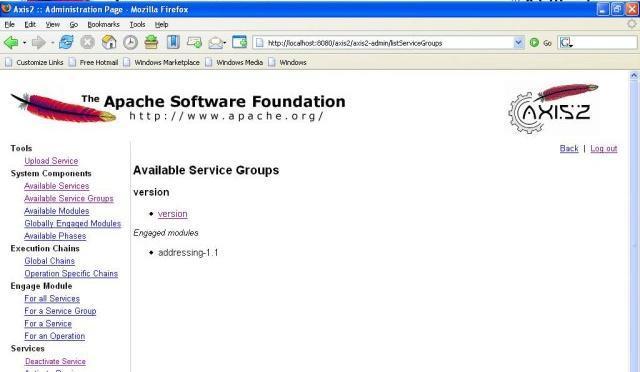 Axis2 :: Administration Page - Mozilla Firefox
File Edit View Go Bookmarks Tools Help
http://localhost:8080/axis2/axis2-admin/listServiceGroups
Go
Customize Links Free Hotmail Windows Marketplace Windows Media Windows
The Apache Software Foundation
http://www.apache.org/
AXIS2
Back | Log out
Tools
Upload Service
System Components
Available Services
Available Service Groups
Available Modules
Globally Engaged Modules
Available Phases
Execution Chains
Global Chains
Operation Specific Chains
Engage Module
For all Services
For a Service Group
For a Service
For an Operation
Services
Deactivate Service
Available Service Groups
version
version
Engaged modules
addressing-1.1